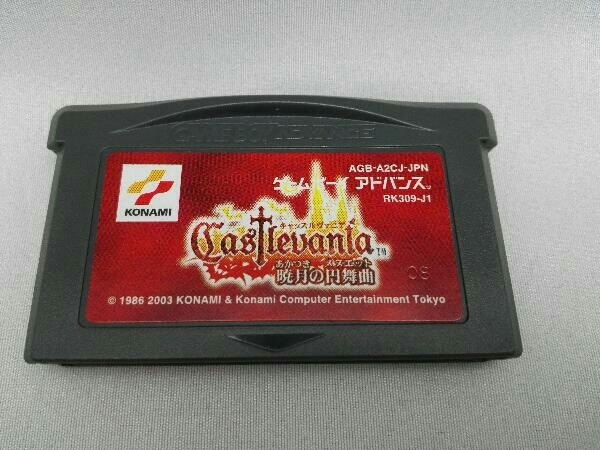 GAME BOY ADVANCE
AGB-A2CJ-JPN
ゲームボーイ アドバンス
RK309-J1
KONAMI
キャッスルヴァニア
Castlevania TM
あかつき メヌエット
暁月の円舞曲
08
© 1986 2003 KONAMI & Konami Computer Entertainment Tokyo